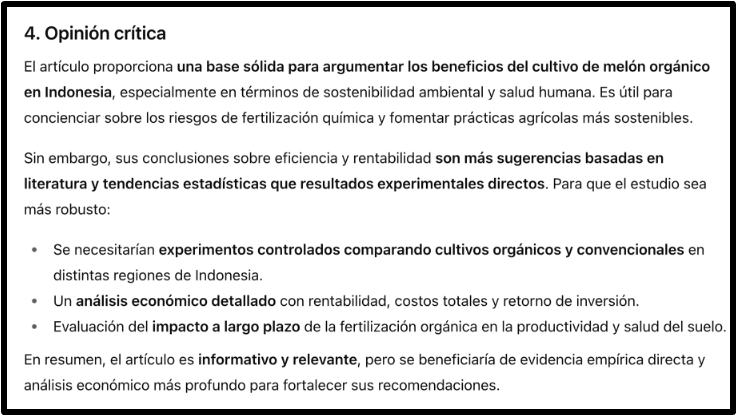 4. Opinión crítica
El artículo proporciona una base sólida para argumentar los beneficios del cultivo de melón orgánico
en Indonesia, especialmente en términos de sostenibilidad ambiental y salud humana. Es útil para
concienciar sobre los riesgos de fertilización química y fomentar prácticas agrícolas más sostenibles.
Sin embargo, sus conclusiones sobre eficiencia y rentabilidad son más sugerencias basadas en
literatura y tendencias estadísticas que resultados experimentales directos. Para que el estudio sea
más robusto:
• Se necesitarían experimentos controlados comparando cultivos orgánicos y convencionales en
distintas regiones de Indonesia.
• Un análisis económico detallado con rentabilidad, costos totales y retorno de inversión.
• Evaluación del impacto a largo plazo de la fertilización orgánica en la productividad y salud del suelo.
En resumen, el artículo es informativo y relevante, pero se beneficiaría de evidencia empírica directa y
análisis económico más profundo para fortalecer sus recomendaciones.